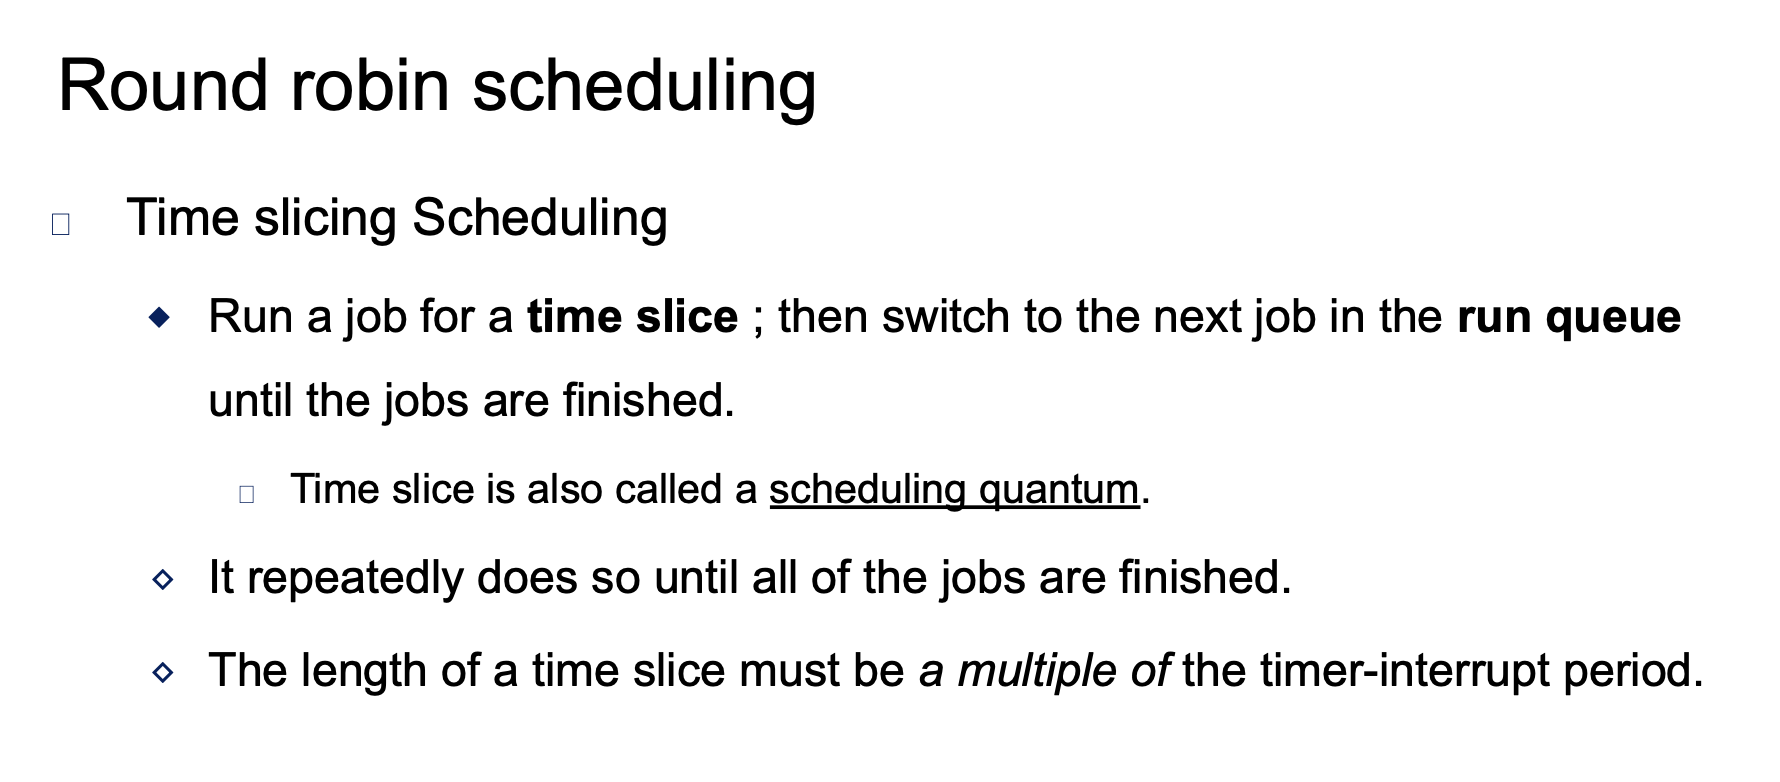 Round robin scheduling
Time slicing Scheduling
Run a job for a time slice ; then switch to the next job in the run queue
until the jobs are finished.
Time slice is also called a scheduling quantum.
It repeatedly does so until all of the jobs are finished.
The length of a time slice must be a multiple of the timer-interrupt period.